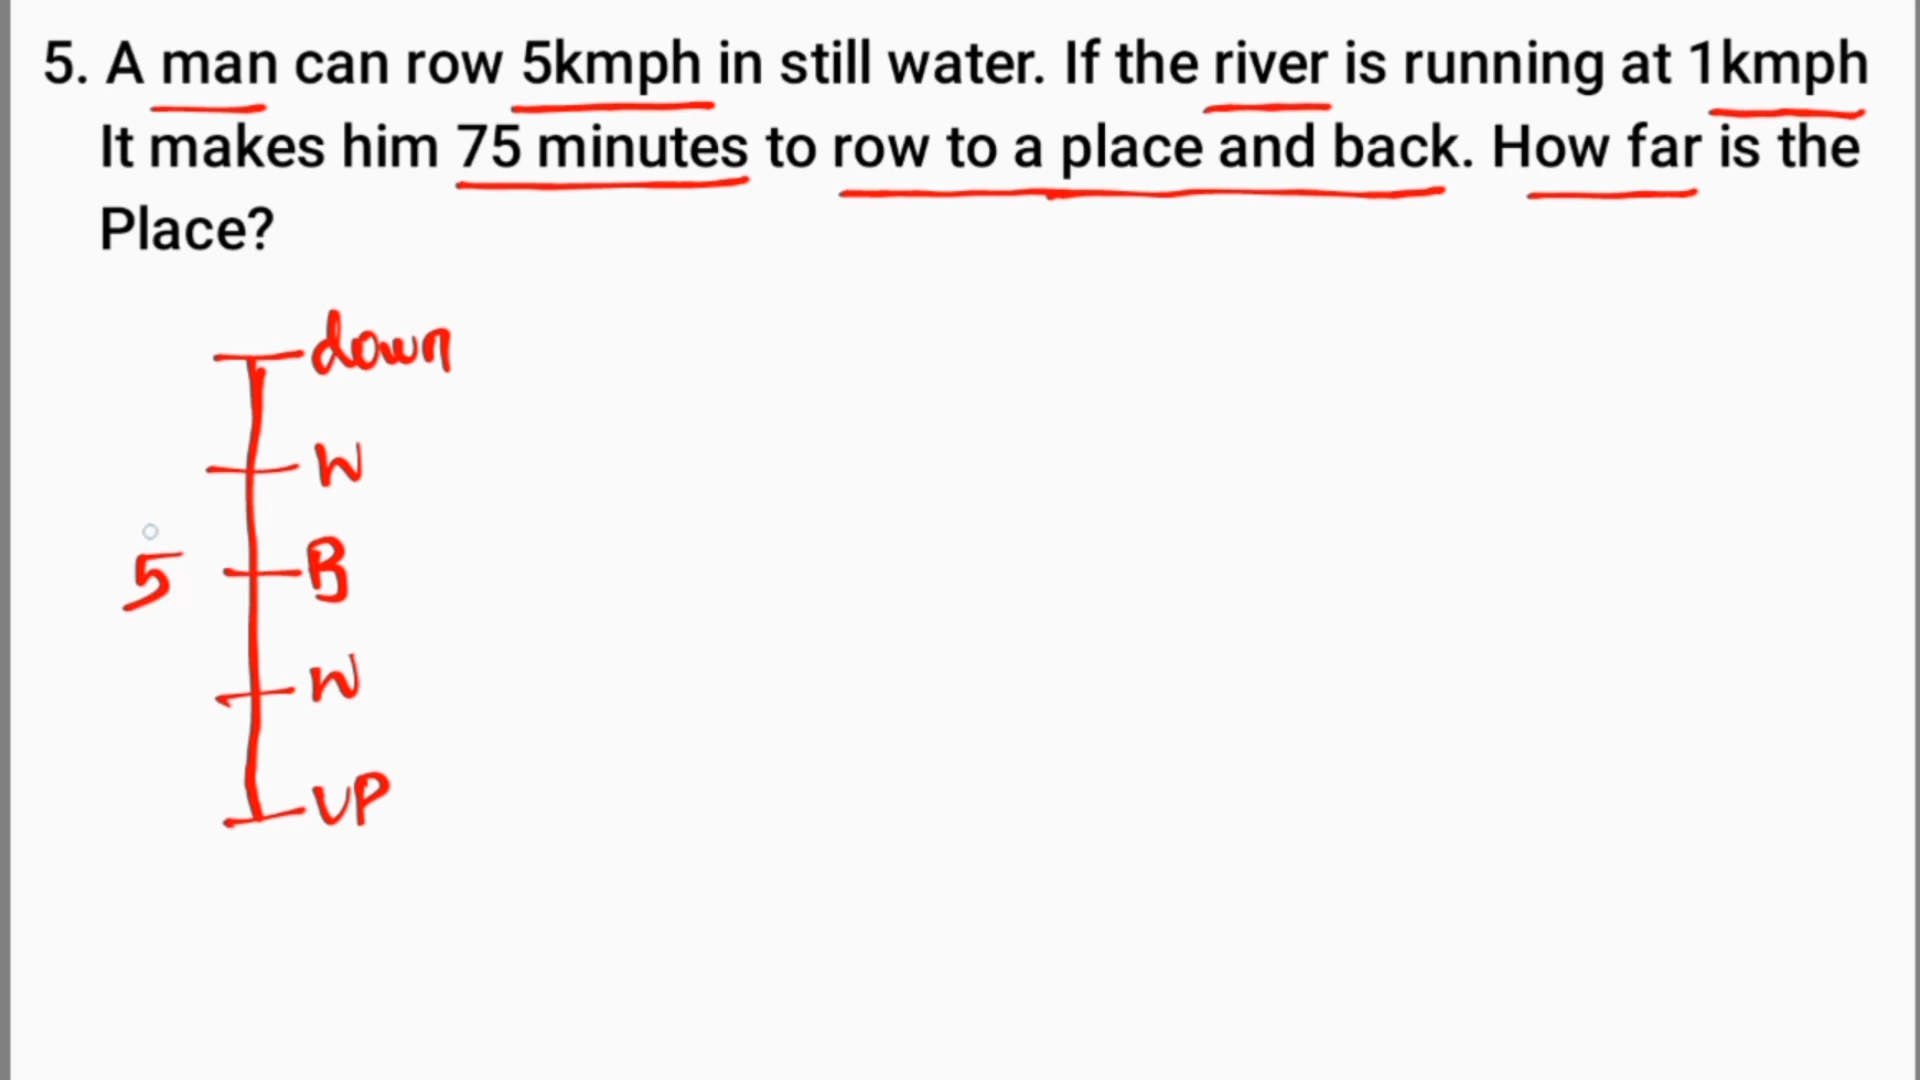 5. A man can row 5kmph in still water. If the river is running at 1kmph
It makes him 75 minutes to row to a place and back. How far is the
Place?
down
W
5 B
W
UP